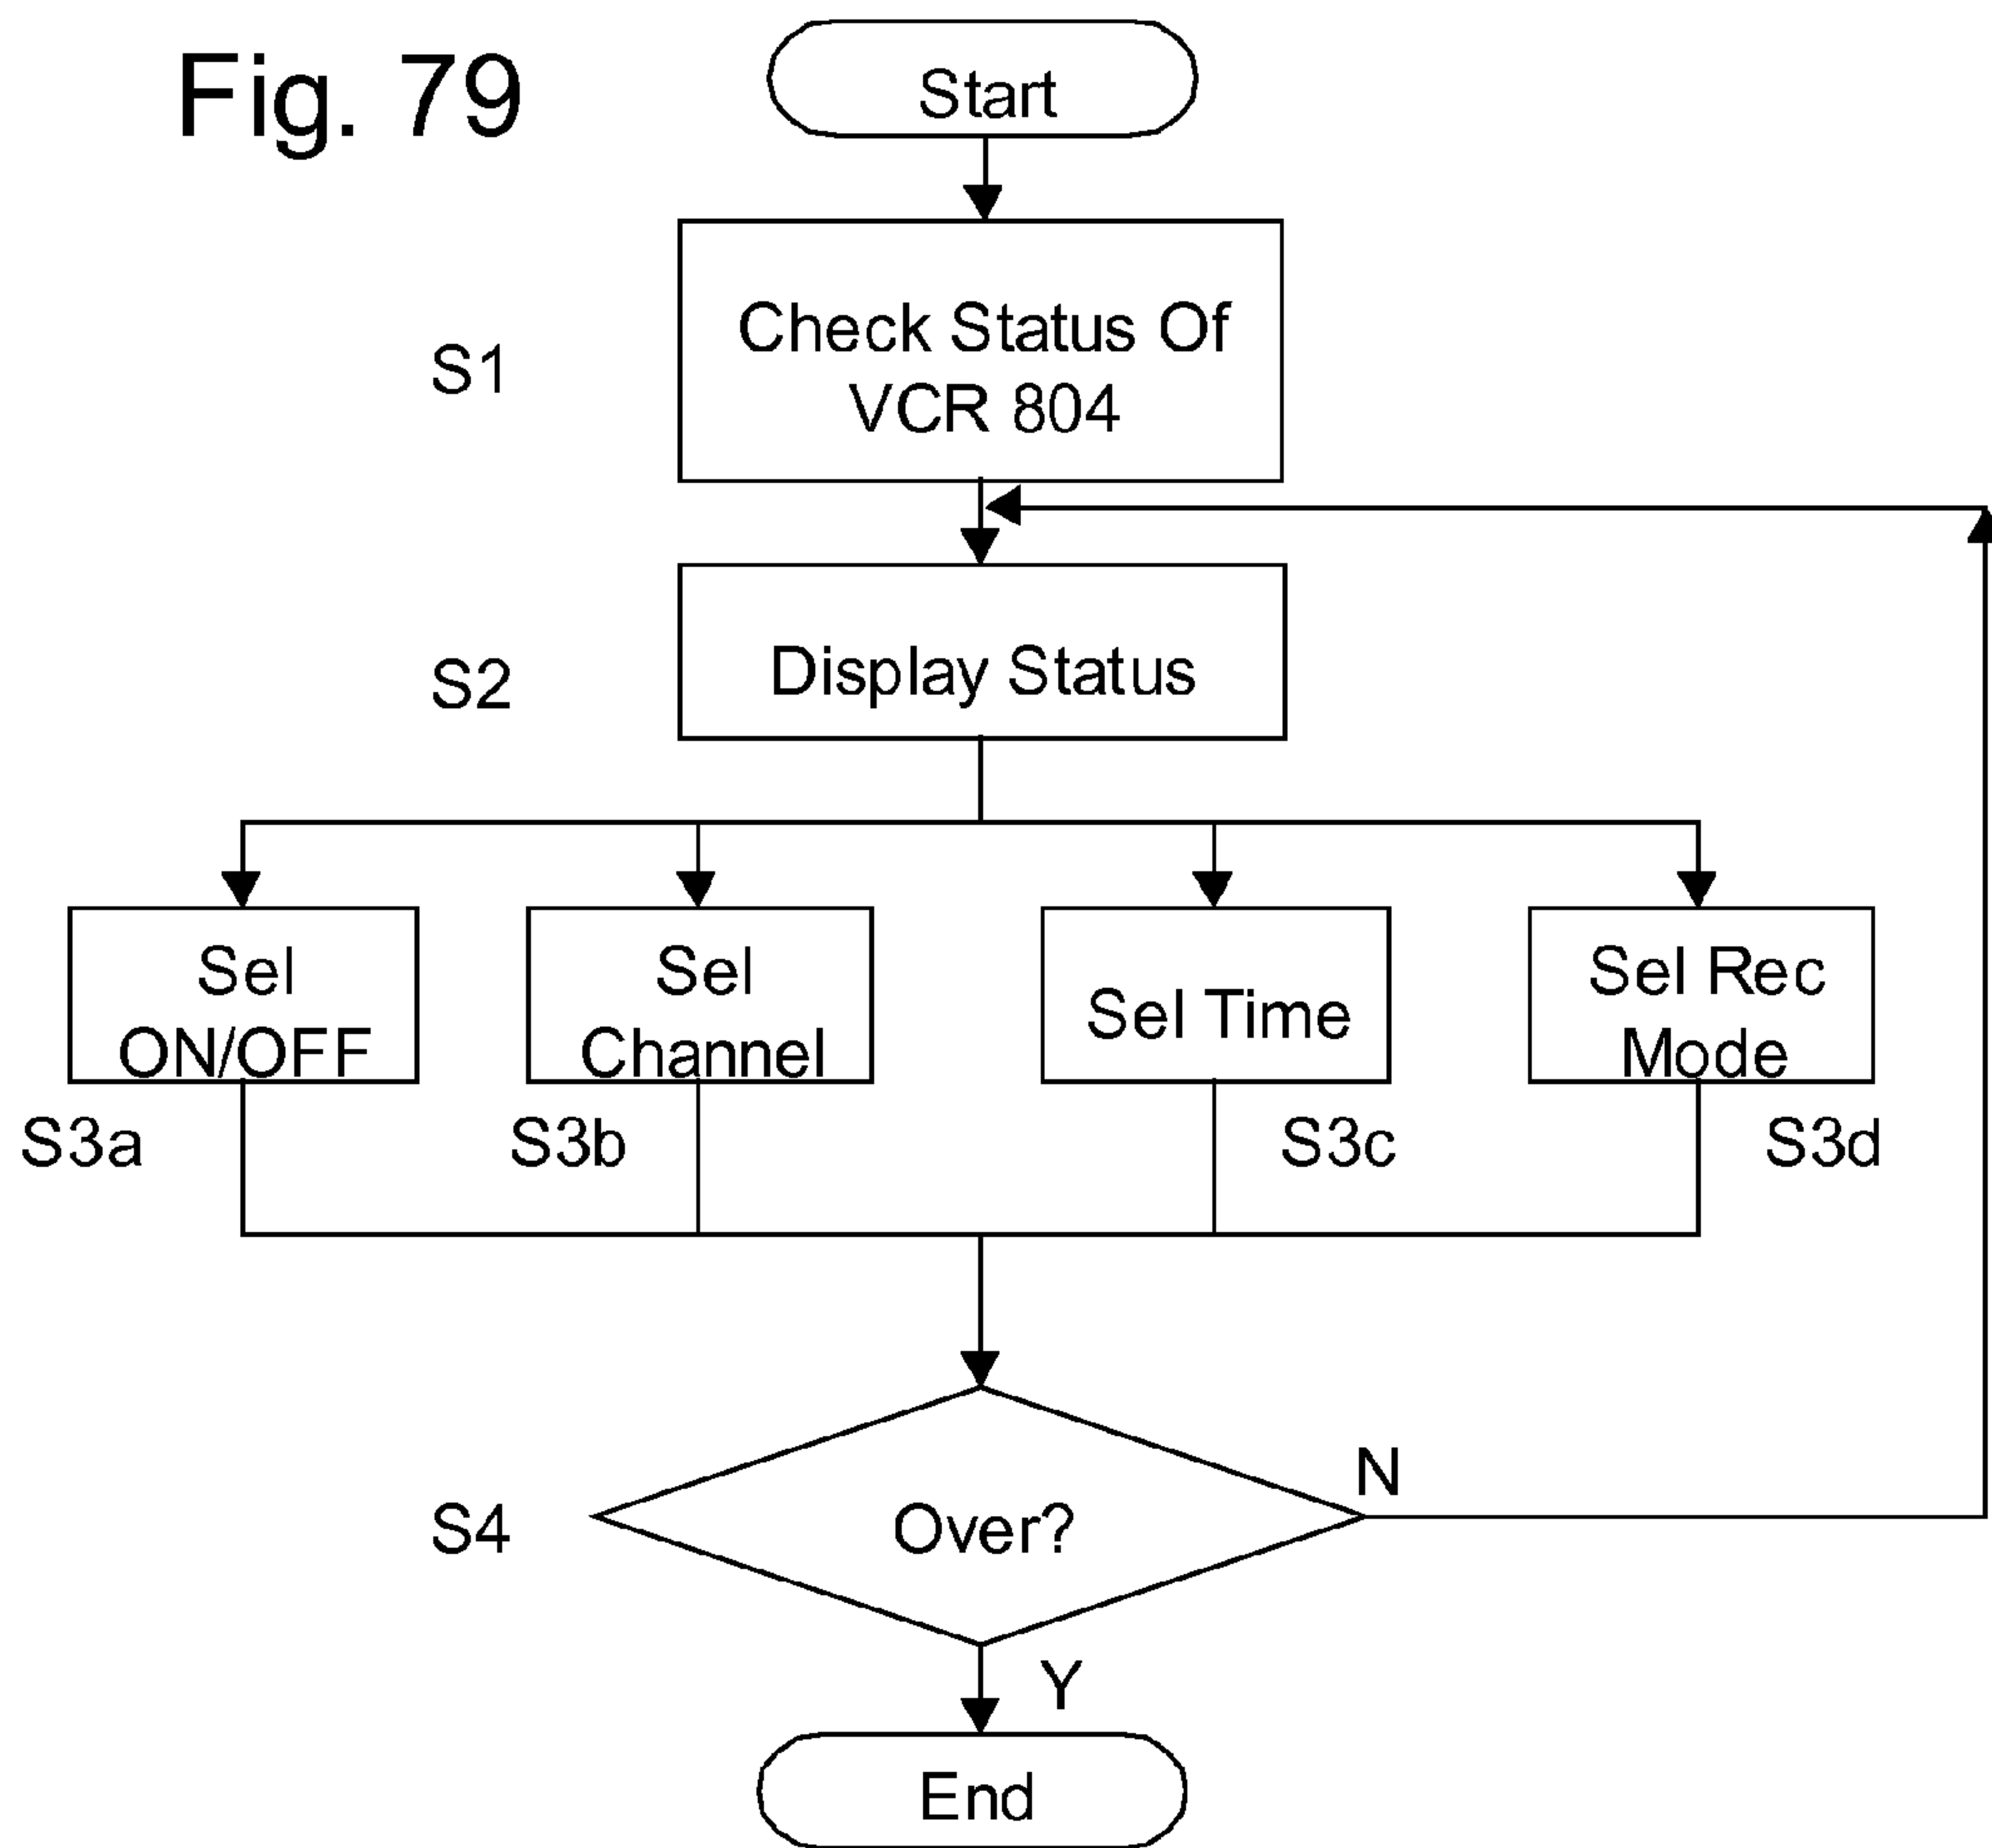 Fig. 79
Start
S1
Check Status Of
VCR 804
S2
Display Status
Sel
ON/OFF
Sel
Channel
Sel Time
Sel Rec
Mode
S3a
S3b
S3c
S3d
S4
Over?
N
Y
End